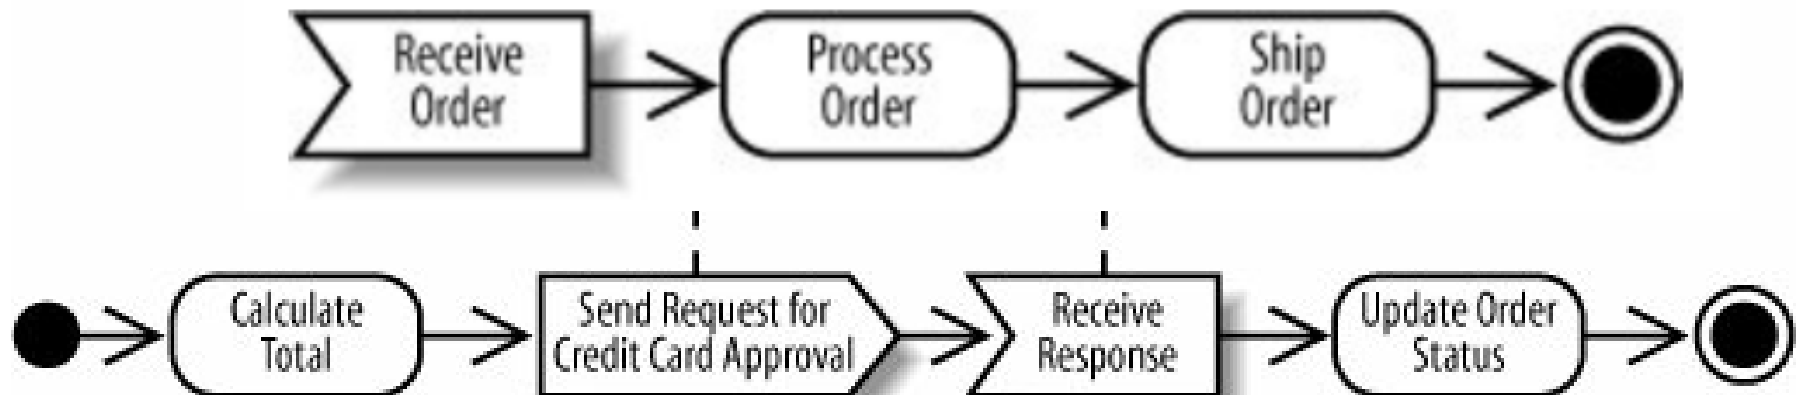 Receive
Order
Process
Order
Ship
Order
Calculate
Total
Send Request for
Credit Card Approval
Receive
Response
Update Order
Status